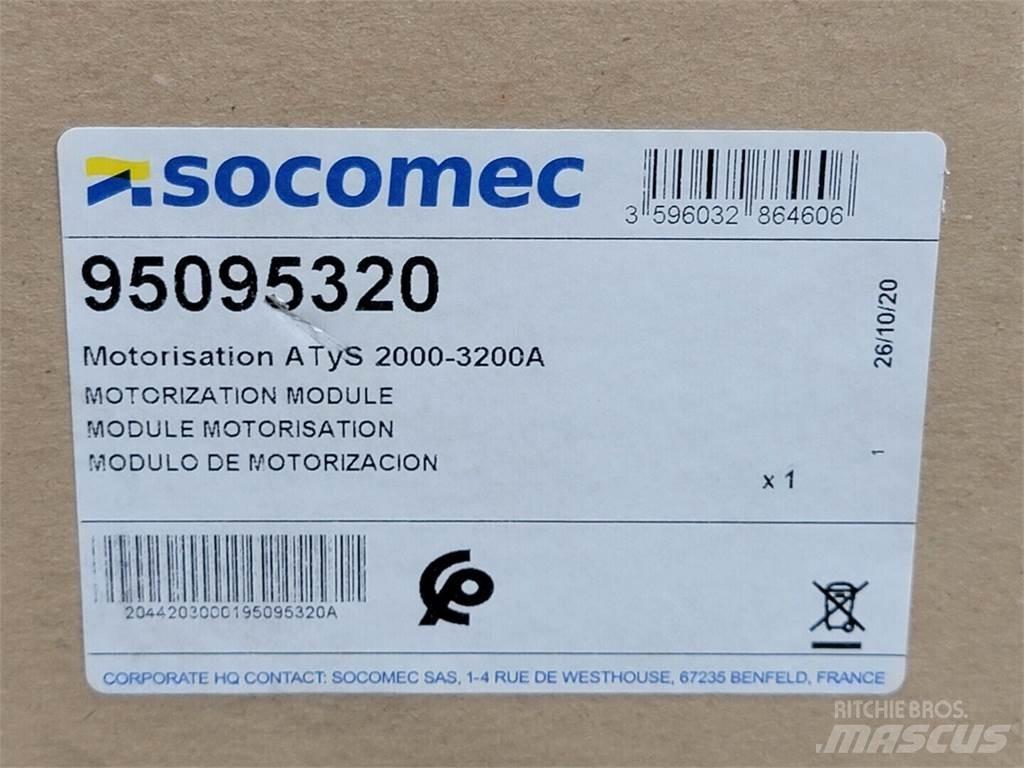 socomec
3 596032 864606
95095320
26/10/20
Motorisation ATyS 2000-3200A
MOTORIZATION MODULE
MODULE MOTORISATION
MODULO DE MOTORIZACION
1
x 1
2044203000195095320A
CORPORATE HQ CONTACT: SOCOMEC SAS, 1-4 RUE DE WESTHOUSE, 67235 BENFELD, FRANCE
RITCHIE BROS.
MASCUS